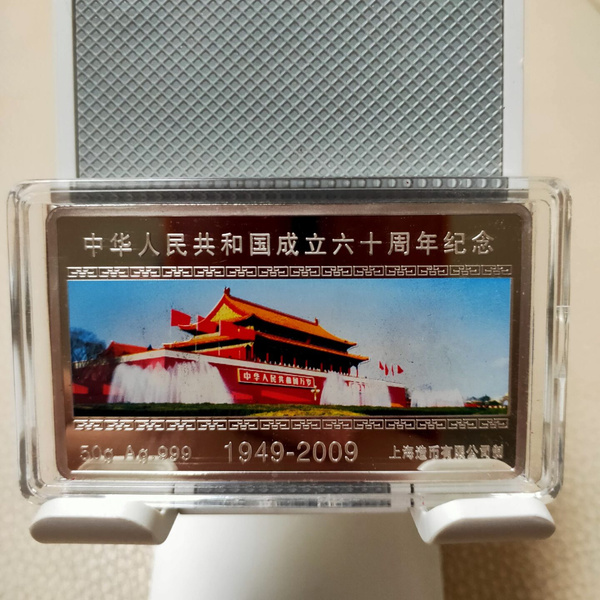 中华人民共和国成立六十周年纪念
中华人民共和国万岁
50g Ag 999
1949-2009
上海造币有限公司制